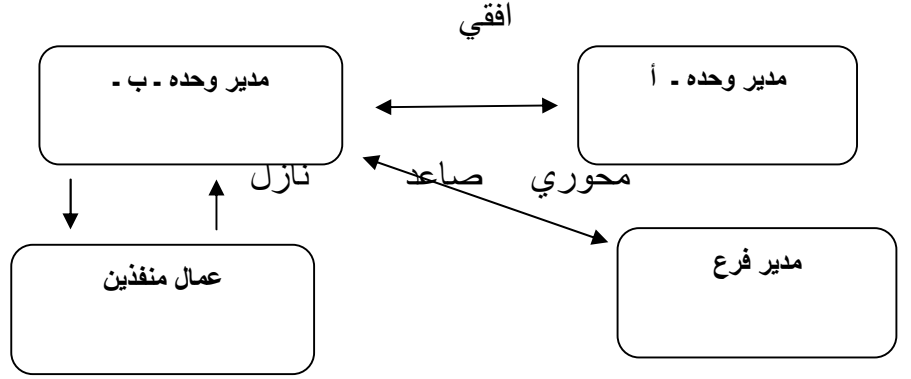 افقي
مدير وحده ـ أ
مدير وحده ـ ب ـ
محوري صاعد نازل
مدير فرع
عمال منفذين